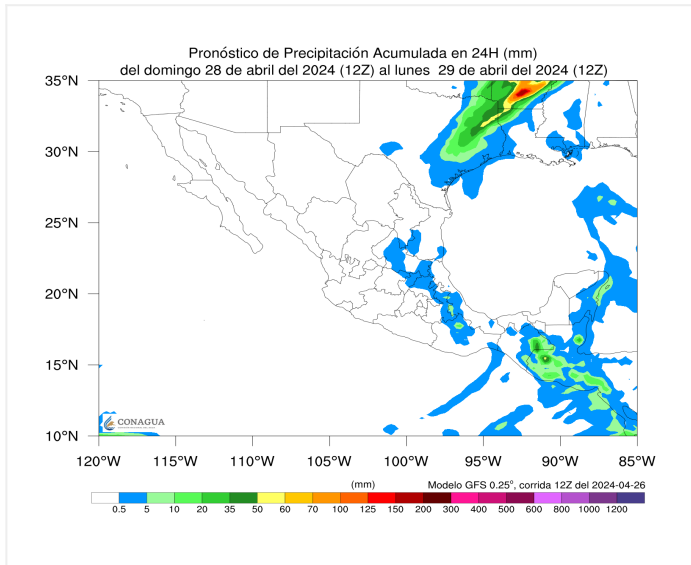 Pronóstico de Precipitación Acumulada en 24H (mm)
del domingo 28 de abril del 2024 (12Z) al lunes 29 de abril del 2024 (12Z)
35°N
30°N
25°N
20°N
15°N
10°N
CONAGUA
120°W 115°W 110°W 105°W 100°W 95°W 90°W 85°W
(mm) Modelo GFS 0.25°, corrida 12Z del 2024-04-26
0.5 5 10 20 35 50 60 70 100 125 150 200 300 400 500 600 800 1000 1200